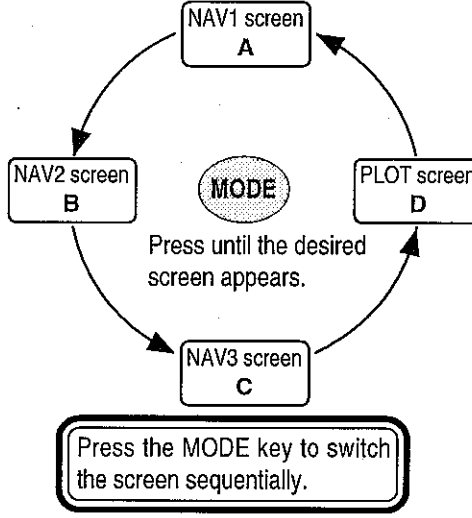 NAV1 screen
A
NAV2 screen
B
MODE
PLOT screen
D
Press until the desired
screen appears.
NAV3 screen
C
Press the MODE key to switch
the screen sequentially.